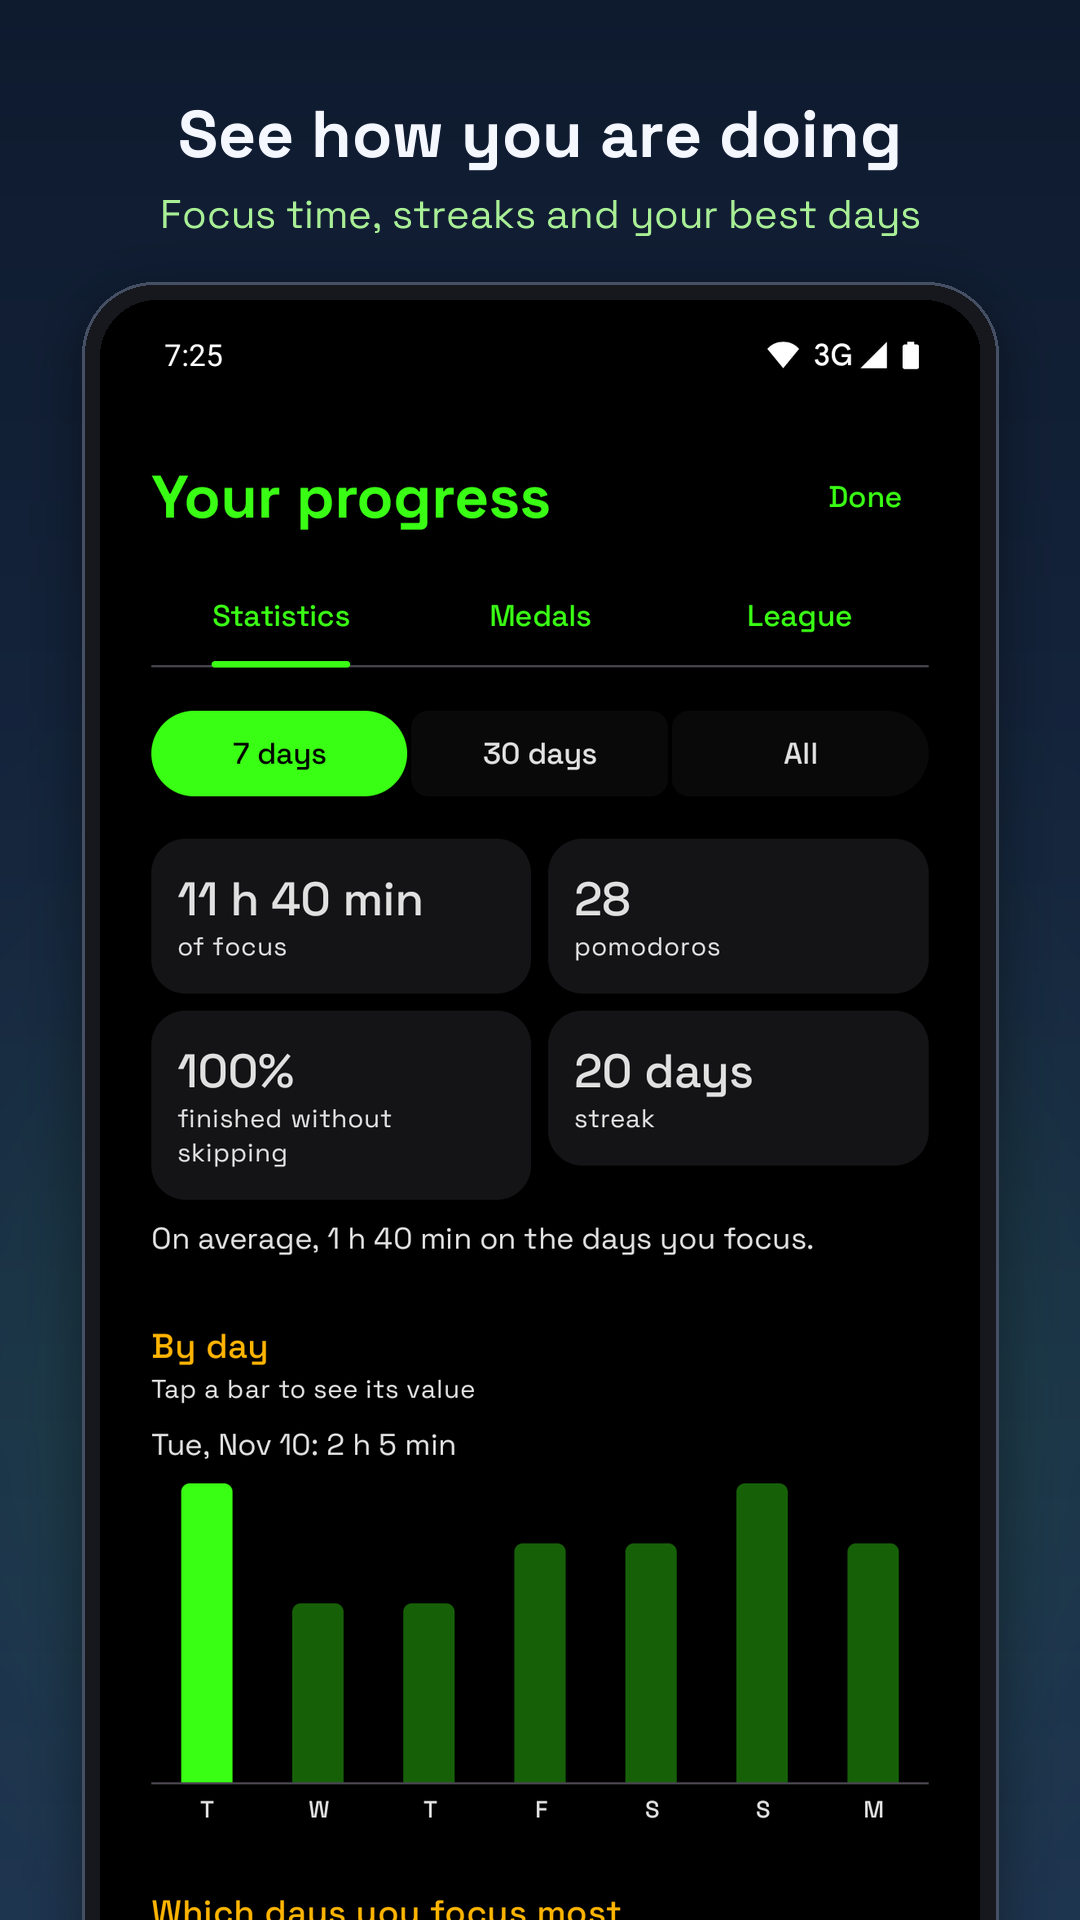 See how you are doing
Focus time, streaks and your best days
7:25
3G
Your progress
Done
Statistics
Medals
League
7 days
30 days
All
11 h 40 min
of focus
28
pomodoros
100%
finished without
skipping
20 days
streak
On average, 1 h 40 min on the days you focus.
By day
Tap a bar to see its value
Tue, Nov 10: 2 h 5 min
T
W
T
F
S
S
M
Which days you focus most